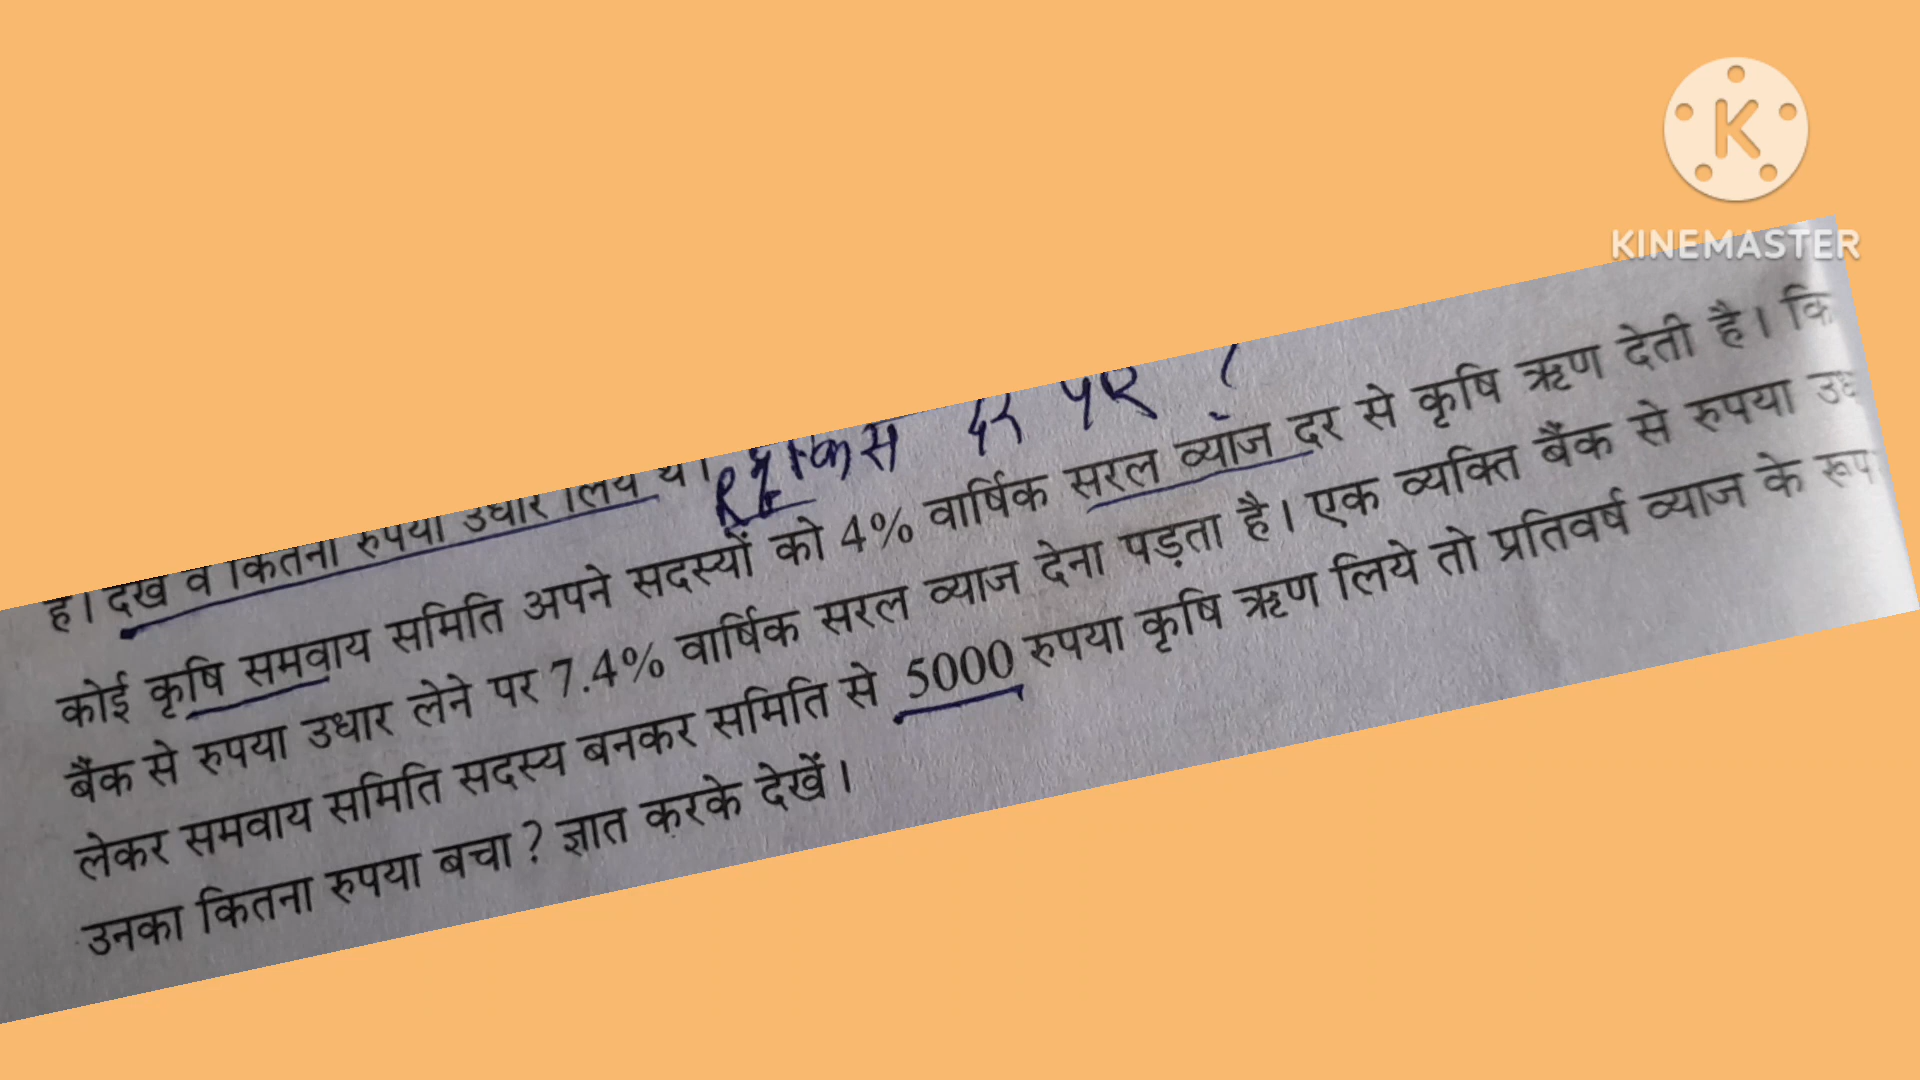 KINEMASTER
किस दर पर ?
है। देखें वे कितना रुपया उधार लिये थे।
कोई कृषि समवाय समिति अपने सदस्यों को 4% वार्षिक सरल ब्याज दर से कृषि ऋण देती है।
बैंक से रुपया उधार लेने पर 7.4% वार्षिक सरल ब्याज देना पड़ता है। एक व्यक्ति बैंक से रुपया
लेकर समवाय समिति सदस्य बनकर समिति से 5000 रुपया कृषि ऋण लिये तो प्रतिवर्ष ब्याज के
उनका कितना रुपया बचा? ज्ञात करके देखें।